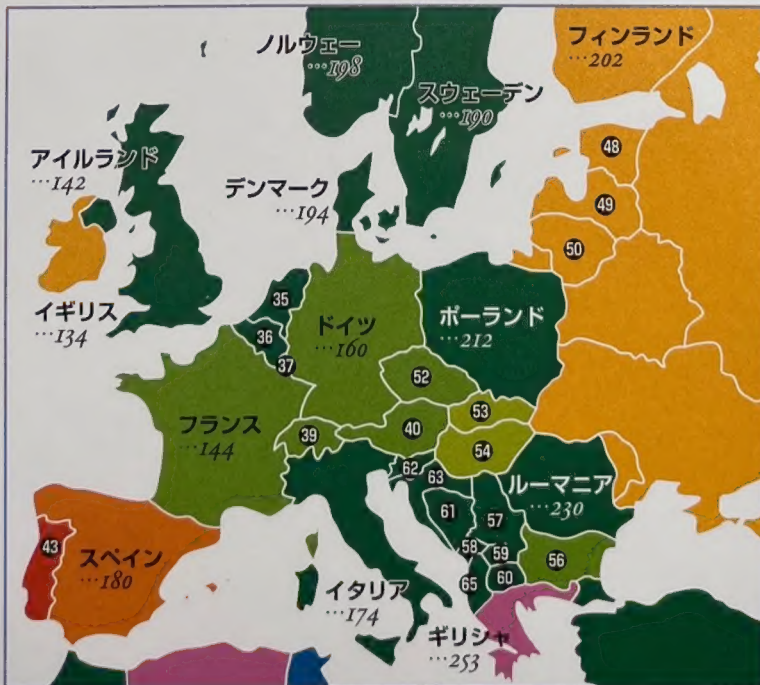 ノルウェー
…198
フィンランド
…202
スウェーデン
…190
アイルランド
…142
デンマーク
…194
48
49
50
イギリス
…134
35
36
37
ドイツ
…160
ポーランド
…212
52
53
フランス
…144
39
40
54
62
63
ルーマニア
…230
61
57
43
スペイン
…180
58
59
56
65
60
イタリア
…174
ギリシャ
…253